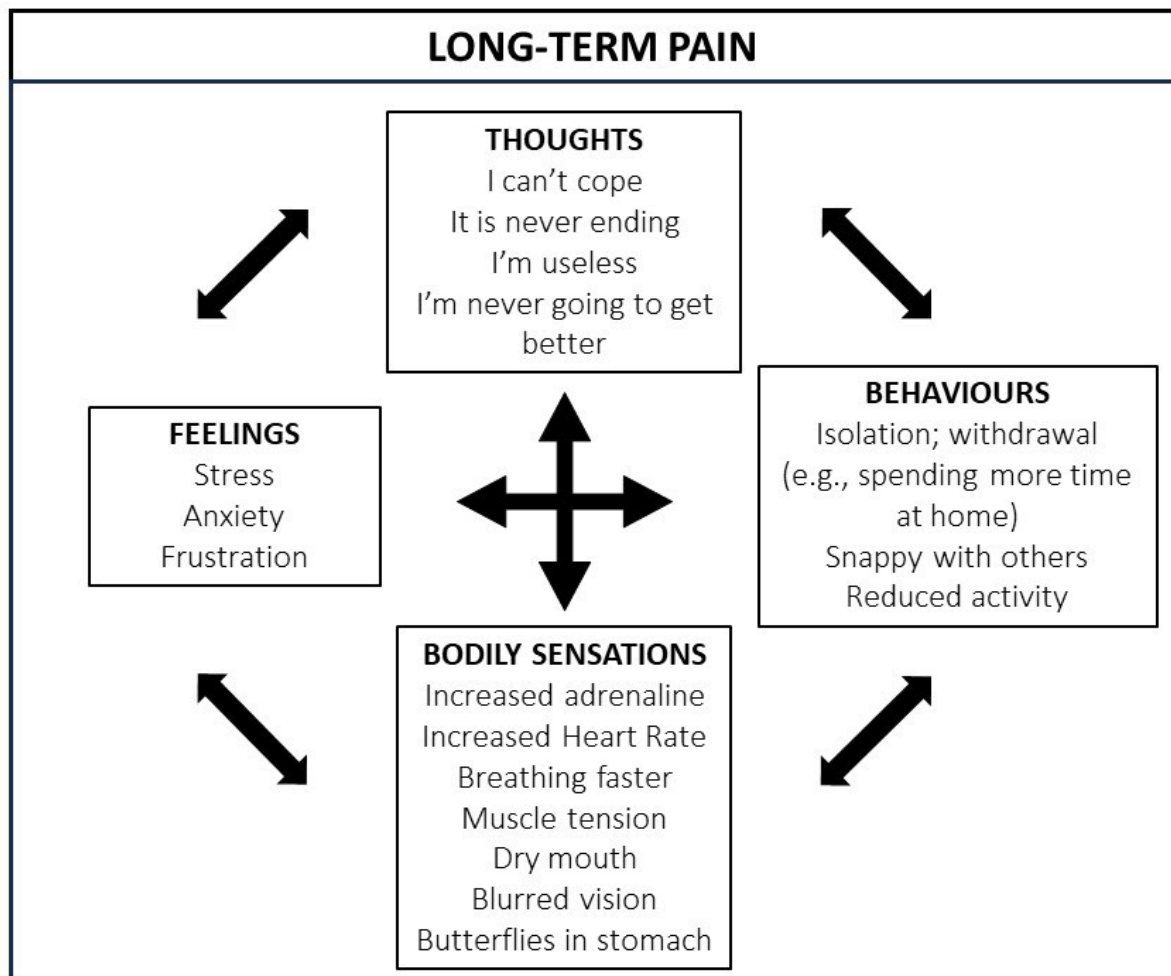 LONG-TERM PAIN
THOUGHTS
I can’t cope
It is never ending
I’m useless
I’m never going to get
better
FEELINGS
Stress
Anxiety
Frustration
BEHAVIOURS
Isolation; withdrawal
(e.g., spending more time
at home)
Snappy with others
Reduced activity
BODILY SENSATIONS
Increased adrenaline
Increased Heart Rate
Breathing faster
Muscle tension
Dry mouth
Blurred vision
Butterflies in stomach